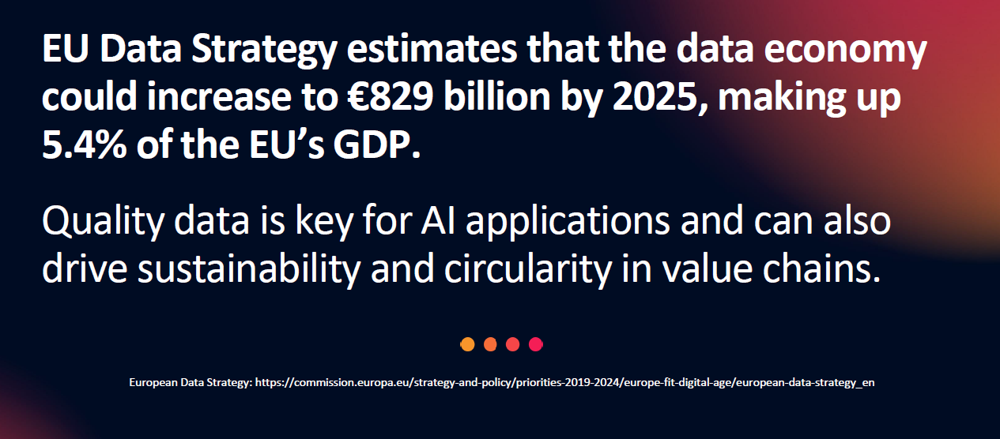 EU Data Strategy estimates that the data economy
could increase to €829 billion by 2025, making up
5.4% of the EU’s GDP.
Quality data is key for AI applications and can also
drive sustainability and circularity in value chains.
European Data Strategy: https://commission.europa.eu/strategy-and-policy/priorities-2019-2024/europe-fit-digital-age/european-data-strategy_en